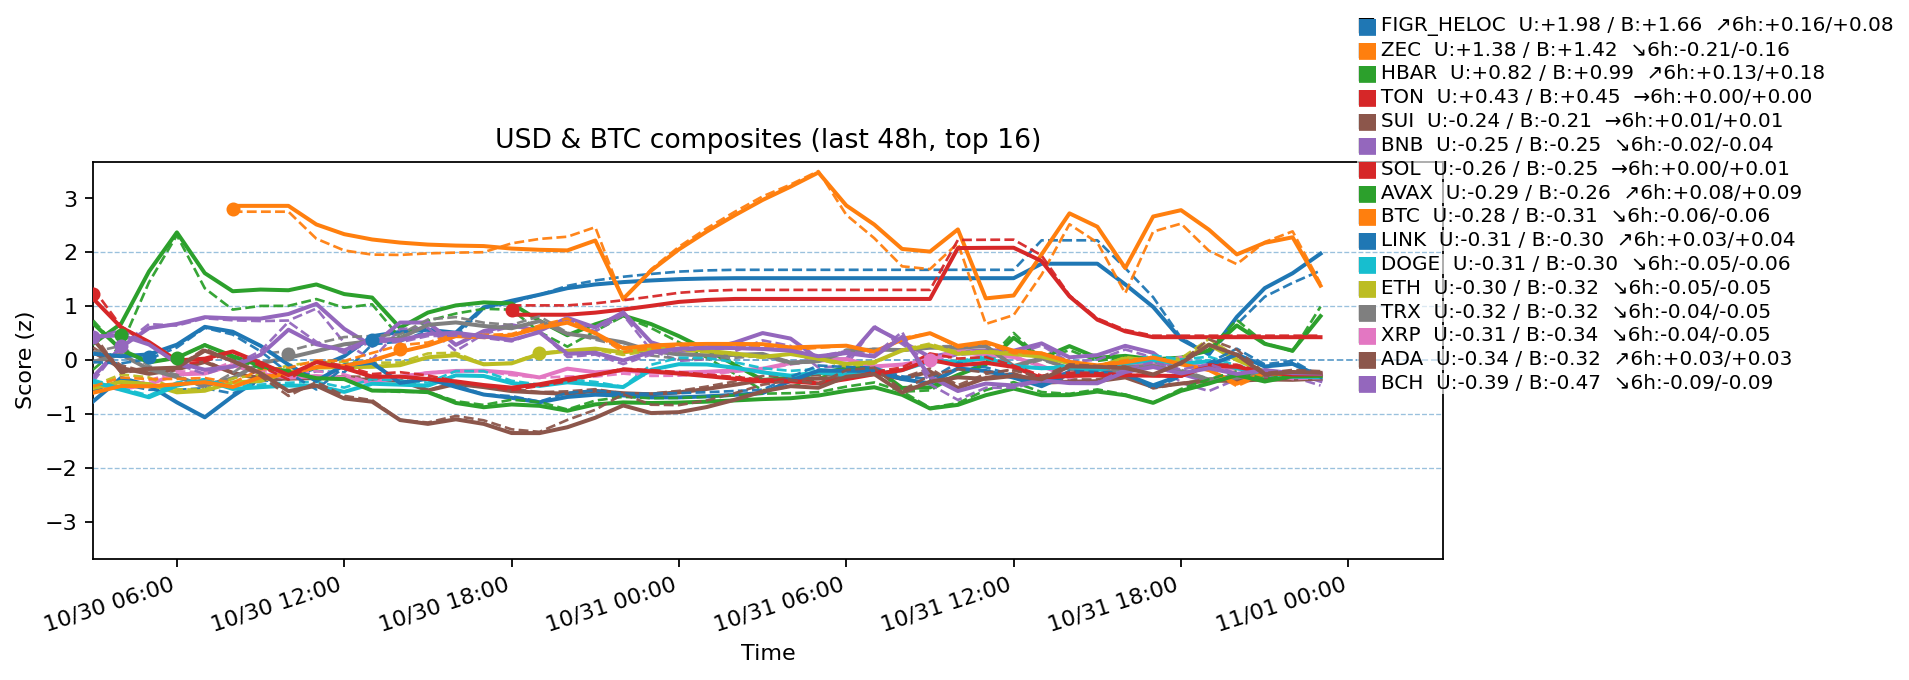 FIGR_HELOC U:+1.98 / B:+1.66 ↗6h:+0.16/+0.08
ZEC U:+1.38 / B:+1.42 ↘6h:-0.21/-0.16
HBAR U:+0.82 / B:+0.99 ↗6h:+0.13/+0.18
TON U:+0.43 / B:+0.45 →6h:+0.00/+0.00
SUI U:-0.24 / B:-0.21 →6h:+0.01/+0.01
BNB U:-0.25 / B:-0.25 ↘6h:-0.02/-0.04
SOL U:-0.26 / B:-0.25 →6h:+0.00/+0.01
AVAX U:-0.29 / B:-0.26 ↗6h:+0.08/+0.09
BTC U:-0.28 / B:-0.31 ↘6h:-0.06/-0.06
LINK U:-0.31 / B:-0.30 ↗6h:+0.03/+0.04
DOGE U:-0.31 / B:-0.30 ↘6h:-0.05/-0.06
ETH U:-0.30 / B:-0.32 ↘6h:-0.05/-0.05
TRX U:-0.32 / B:-0.32 ↘6h:-0.04/-0.05
XRP U:-0.31 / B:-0.34 ↘6h:-0.04/-0.05
ADA U:-0.34 / B:-0.32 ↗6h:+0.03/+0.03
BCH U:-0.39 / B:-0.47 ↘6h:-0.09/-0.09
USD & BTC composites (last 48h, top 16)
Score (z)
3
2
1
0
−1
−2
−3
10/30 06:00
10/30 12:00
10/30 18:00
10/31 00:00
10/31 06:00
10/31 12:00
10/31 18:00
11/01 00:00
Time